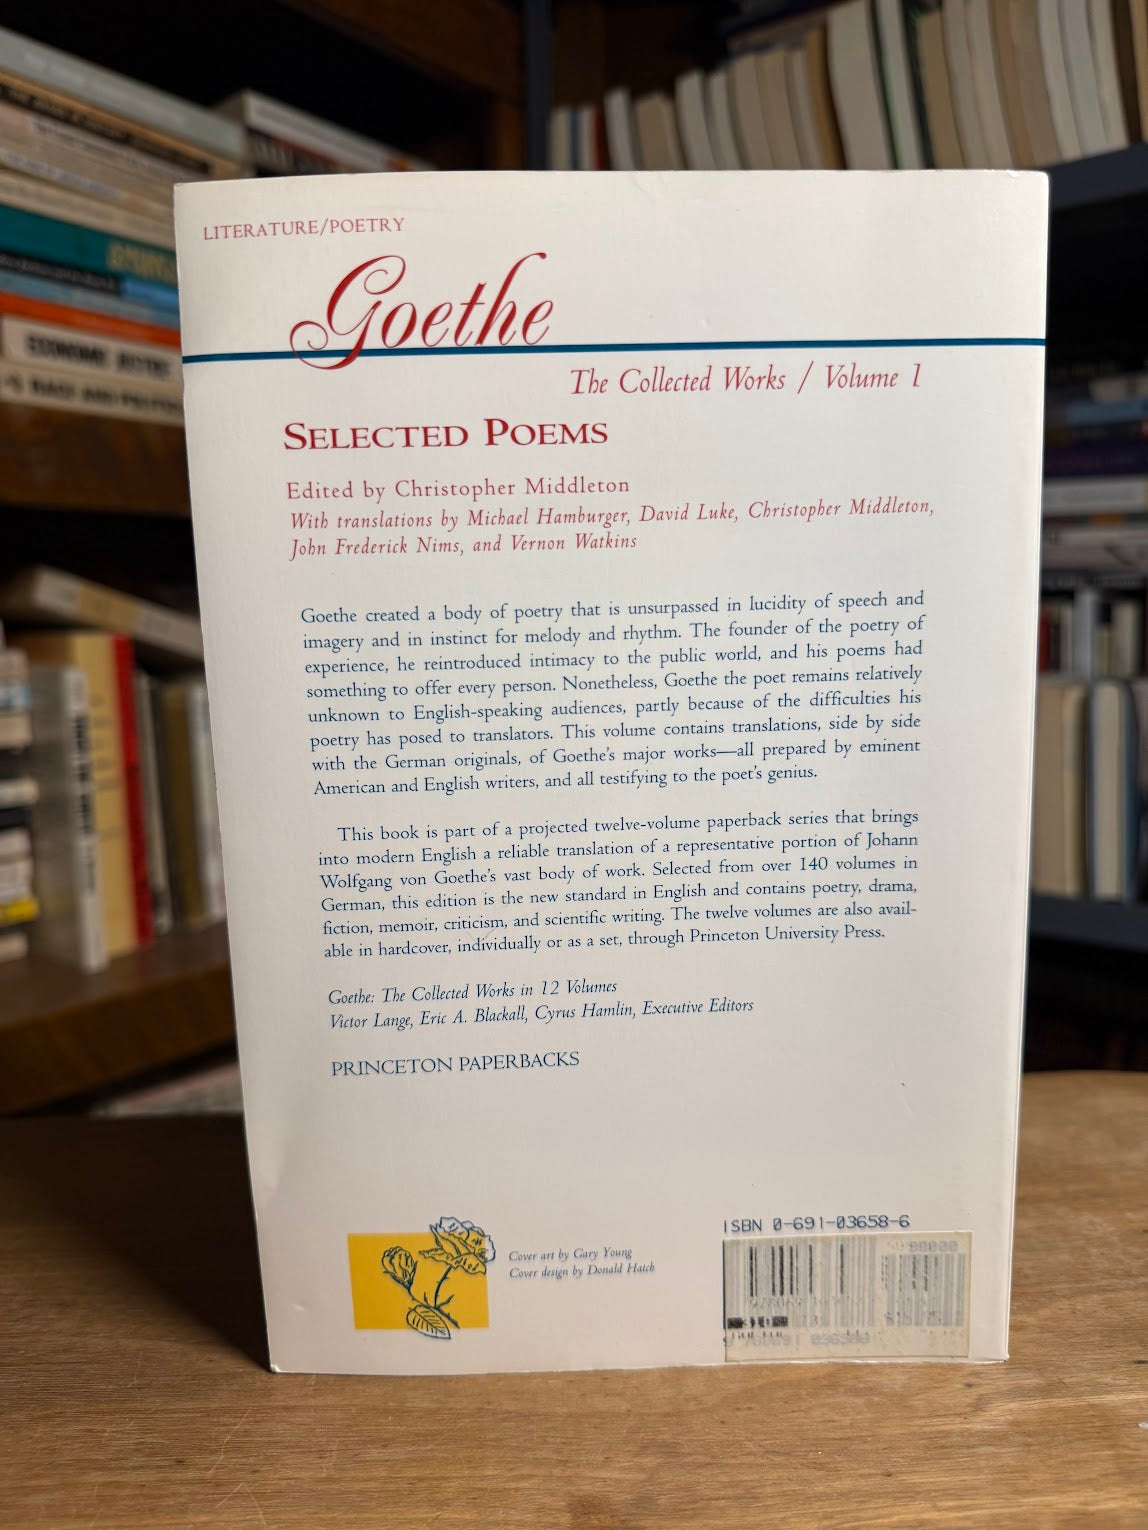 LITERATURE/POETRY
Goethe
The Collected Works / Volume 1
SELECTED POEMS
Edited by Christopher Middleton
With translations by Michael Hamburger, David Luke, Christopher Middleton,
John Frederick Nims, and Vernon Watkins
Goethe created a body of poetry that is unsurpassed in lucidity of speech and
imagery and in instinct for melody and rhythm. The founder of the poetry of
experience, he reintroduced intimacy to the public world, and his poems had
something to offer every person. Nonetheless, Goethe the poet remains relatively
unknown to English-speaking audiences, partly because of the difficulties his
poetry has posed to translators. This volume contains translations, side by side
with the German originals, of Goethe's major works—all prepared by eminent
American and English writers, and all testifying to the poet's genius.
This book is part of a projected twelve-volume paperback series that brings
into modern English a reliable translation of a representative portion of Johann
Wolfgang von Goethe's vast body of work. Selected from over 140 volumes in
German, this edition is the new standard in English and contains poetry, drama,
fiction, memoir, criticism, and scientific writing. The twelve volumes are also avail-
able in hardcover, individually or as a set, through Princeton University Press.
Goethe: The Collected Works in 12 Volumes
Victor Lange, Eric A. Blackall, Cyrus Hamlin, Executive Editors
PRINCETON PAPERBACKS
Cover art by Gary Young
Cover design by Donald Hatch
ISBN 0-691-03658-6